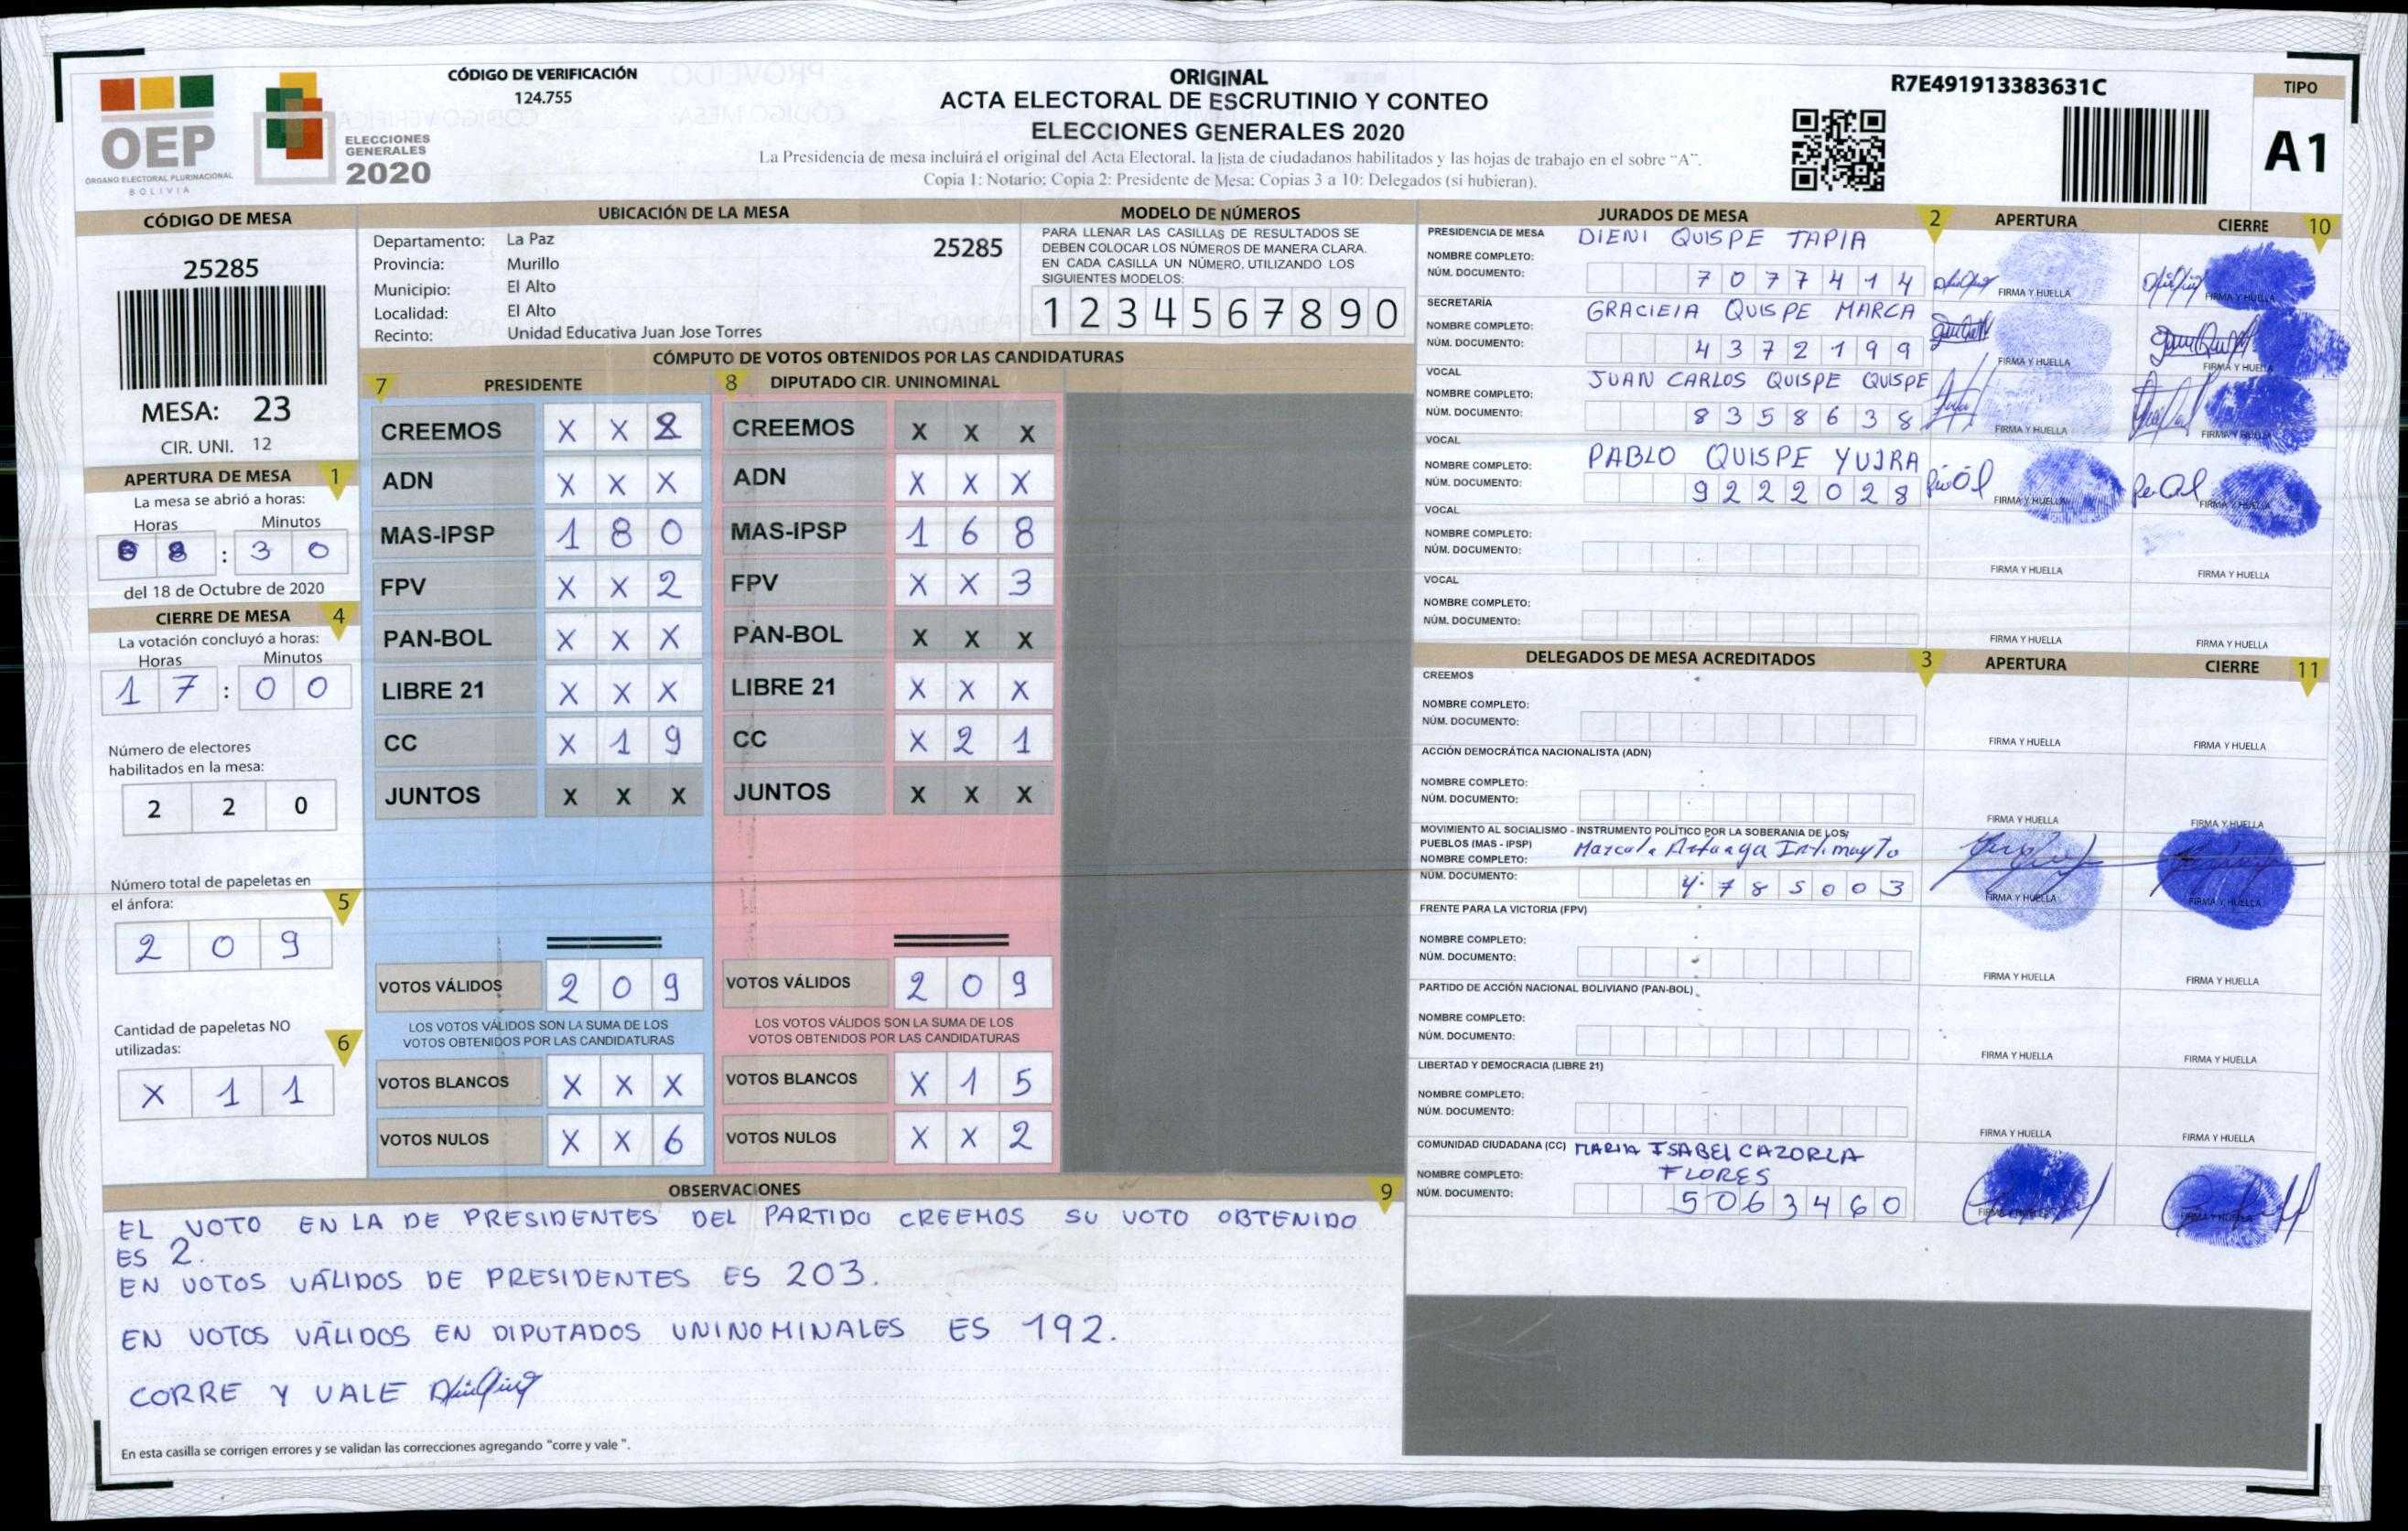 CÓDIGO DE VERIFICACIÓN
124.755
ORIGINAL
ACTA ELECTORAL DE ESCRUTINIO Y CONTEO
ELECCIONES GENERALES 2020
La Presidencia de mesa incluirá el original del Acta Electoral, la lista de ciudadanos habilitados y las hojas de trabajo en el sobre "A".
Copia 1: Notario; Copia 2: Presidente de Mesa; Copias 3 a 10: Delegados (si hubieran).
R7E491913383631C
TIPO
A1
OEP
ÓRGANO ELECTORAL PLURINACIONAL
BOLIVIA
ELECCIONES
GENERALES
2020
CÓDIGO DE MESA
25285
MESA: 23
CIR. UNI. 12
APERTURA DE MESA 1
La mesa se abrió a horas:
Horas Minutos
0 8 : 3 0
del 18 de Octubre de 2020
CIERRE DE MESA 4
La votación concluyó a horas:
Horas Minutos
1 7 : 0 0
Número de electores
habilitados en la mesa:
2 2 0
Número total de papeletas en
el ánfora: 5
2 0 9
Cantidad de papeletas NO
utilizadas: 6
X 1 1
UBICACIÓN DE LA MESA
Departamento: La Paz 25285
Provincia: Murillo
Municipio: El Alto
Localidad: El Alto
Recinto: Unidad Educativa Juan Jose Torres
MODELO DE NÚMEROS
PARA LLENAR LAS CASILLAS DE RESULTADOS SE
DEBEN COLOCAR LOS NÚMEROS DE MANERA CLARA.
EN CADA CASILLA UN NÚMERO, UTILIZANDO LOS
SIGUIENTES MODELOS:
1 2 3 4 5 6 7 8 9 0
CÓMPUTO DE VOTOS OBTENIDOS POR LAS CANDIDATURAS
7 PRESIDENTE 8 DIPUTADO CIR. UNINOMINAL
CREEMOS X X 8 CREEMOS X X X
ADN X X X ADN X X X
MAS-IPSP 1 8 0 MAS-IPSP 1 6 8
FPV X X 2 FPV X X 3
PAN-BOL X X X PAN-BOL X X X
LIBRE 21 X X X LIBRE 21 X X X
CC X 1 9 CC X 2 1
JUNTOS X X X JUNTOS X X X
VOTOS VÁLIDOS 2 0 9 VOTOS VÁLIDOS 2 0 9
LOS VOTOS VÁLIDOS SON LA SUMA DE LOS LOS VOTOS VÁLIDOS SON LA SUMA DE LOS
VOTOS OBTENIDOS POR LAS CANDIDATURAS VOTOS OBTENIDOS POR LAS CANDIDATURAS
VOTOS BLANCOS X X X VOTOS BLANCOS X 1 5
VOTOS NULOS X X 6 VOTOS NULOS X X 2
OBSERVACIONES 9
EL VOTO EN LA DE PRESIDENTES DEL PARTIDO CREEMOS SU VOTO OBTENIDO
ES 2.
EN VOTOS VÁLIDOS DE PRESIDENTES ES 203.
EN VOTOS VÁLIDOS EN DIPUTADOS UNINOMINALES ES 192.
CORRE Y VALE
En esta casilla se corrigen errores y se validan las correcciones agregando "corre y vale ".
JURADOS DE MESA 2 APERTURA CIERRE 10
PRESIDENCIA DE MESA DIENI QUISPE TAPIA
NOMBRE COMPLETO:
NÚM. DOCUMENTO: 7 0 7 7 4 1 4
FIRMA Y HUELLA FIRMA Y HUELLA
SECRETARÍA GRACIEIA QUISPE MARCA
NOMBRE COMPLETO:
NÚM. DOCUMENTO: 4 3 7 2 1 9 9
FIRMA Y HUELLA FIRMA Y HUELLA
VOCAL JUAN CARLOS QUISPE QUISPE
NOMBRE COMPLETO:
NÚM. DOCUMENTO: 8 3 5 8 6 3 8
FIRMA Y HUELLA FIRMA Y HUELLA
VOCAL
NOMBRE COMPLETO: PABLO QUISPE YUJRA
NÚM. DOCUMENTO: 9 2 2 2 0 2 8
FIRMA Y HUELLA FIRMA Y HUELLA
VOCAL
NOMBRE COMPLETO:
NÚM. DOCUMENTO:
FIRMA Y HUELLA FIRMA Y HUELLA
VOCAL
NOMBRE COMPLETO:
NÚM. DOCUMENTO:
FIRMA Y HUELLA FIRMA Y HUELLA
DELEGADOS DE MESA ACREDITADOS 3 APERTURA CIERRE 11
CREEMOS
NOMBRE COMPLETO:
NÚM. DOCUMENTO:
FIRMA Y HUELLA FIRMA Y HUELLA
ACCIÓN DEMOCRÁTICA NACIONALISTA (ADN)
NOMBRE COMPLETO:
NÚM. DOCUMENTO:
FIRMA Y HUELLA FIRMA Y HUELLA
MOVIMIENTO AL SOCIALISMO - INSTRUMENTO POLÍTICO POR LA SOBERANIA DE LOS
PUEBLOS (MAS - IPSP)
NOMBRE COMPLETO:
NÚM. DOCUMENTO: 4 7 8 5 0 0 3
FIRMA Y HUELLA FIRMA Y HUELLA
FRENTE PARA LA VICTORIA (FPV)
NOMBRE COMPLETO:
NÚM. DOCUMENTO:
FIRMA Y HUELLA FIRMA Y HUELLA
PARTIDO DE ACCIÓN NACIONAL BOLIVIANO (PAN-BOL)
NOMBRE COMPLETO:
NÚM. DOCUMENTO:
FIRMA Y HUELLA FIRMA Y HUELLA
LIBERTAD Y DEMOCRACIA (LIBRE 21)
NOMBRE COMPLETO:
NÚM. DOCUMENTO:
FIRMA Y HUELLA FIRMA Y HUELLA
COMUNIDAD CIUDADANA (CC) MARIA ISABEI CAZORLA
NOMBRE COMPLETO: FLORES
NÚM. DOCUMENTO: 5 0 6 3 4 6 0
FIRMA Y HUELLA FIRMA Y HUELLA